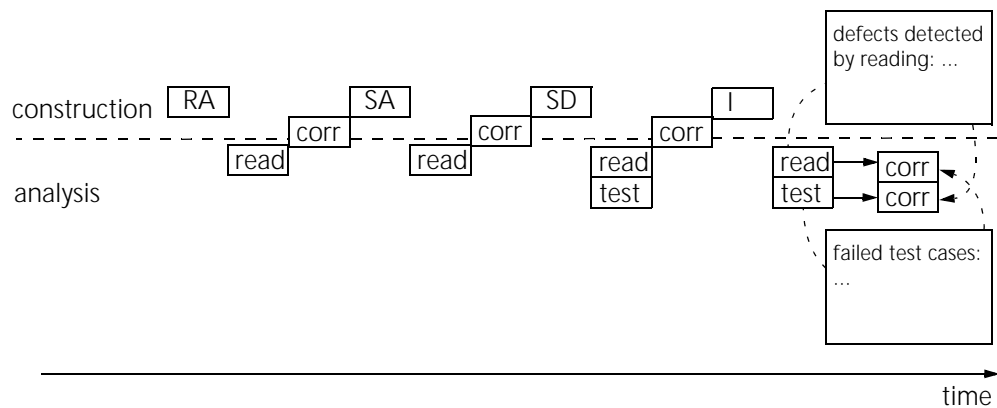 defects detected
by reading: ...
construction
RA
SA
SD
I
corr
corr
corr
read
read
read
read
corr
analysis
test
test
corr
failed test cases:
...
time